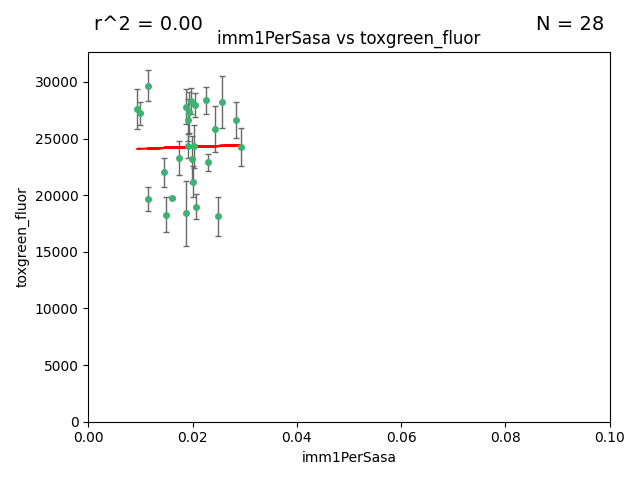 r^2 = 0.00
N = 28
imm1PerSasa vs toxgreen_fluor
30000
25000
20000
15000
10000
5000
0
toxgreen_fluor
0.00 0.02 0.04 0.06 0.08 0.10
imm1PerSasa